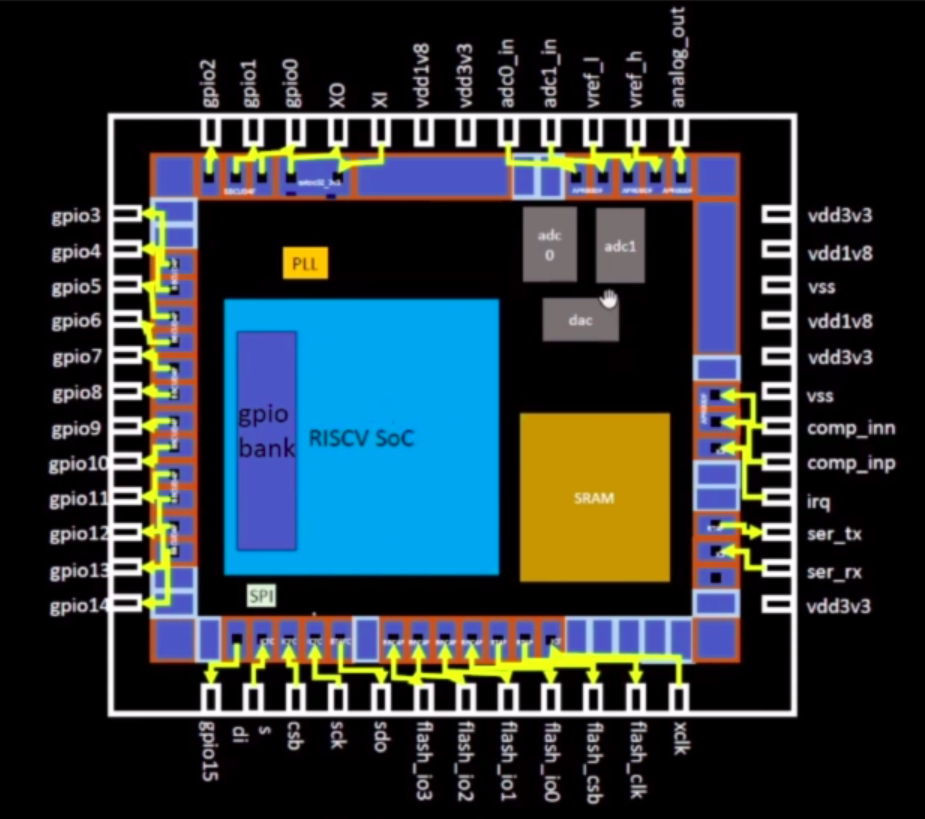 gpio2
gpio1
gpio0
XO
XI
vdd1v8
vdd3v3
adc0_in
adc1_in
vref_l
vref_h
analog_out
gpio3
gpio4
gpio5
gpio6
gpio7
gpio8
gpio9
gpio10
gpio11
gpio12
gpio13
gpio14
PLL
adc
0
adc1
dac
gpio
bank
RISCV SoC
SRAM
SPI
vdd3v3
vdd1v8
vss
vdd1v8
vdd3v3
vss
comp_inn
comp_inp
irq
ser_tx
ser_rx
vdd3v3
gpio15
di
s
csb
sck
sdo
flash_io3
flash_io2
flash_io1
flash_io0
flash_csb
flash_clk
xclk